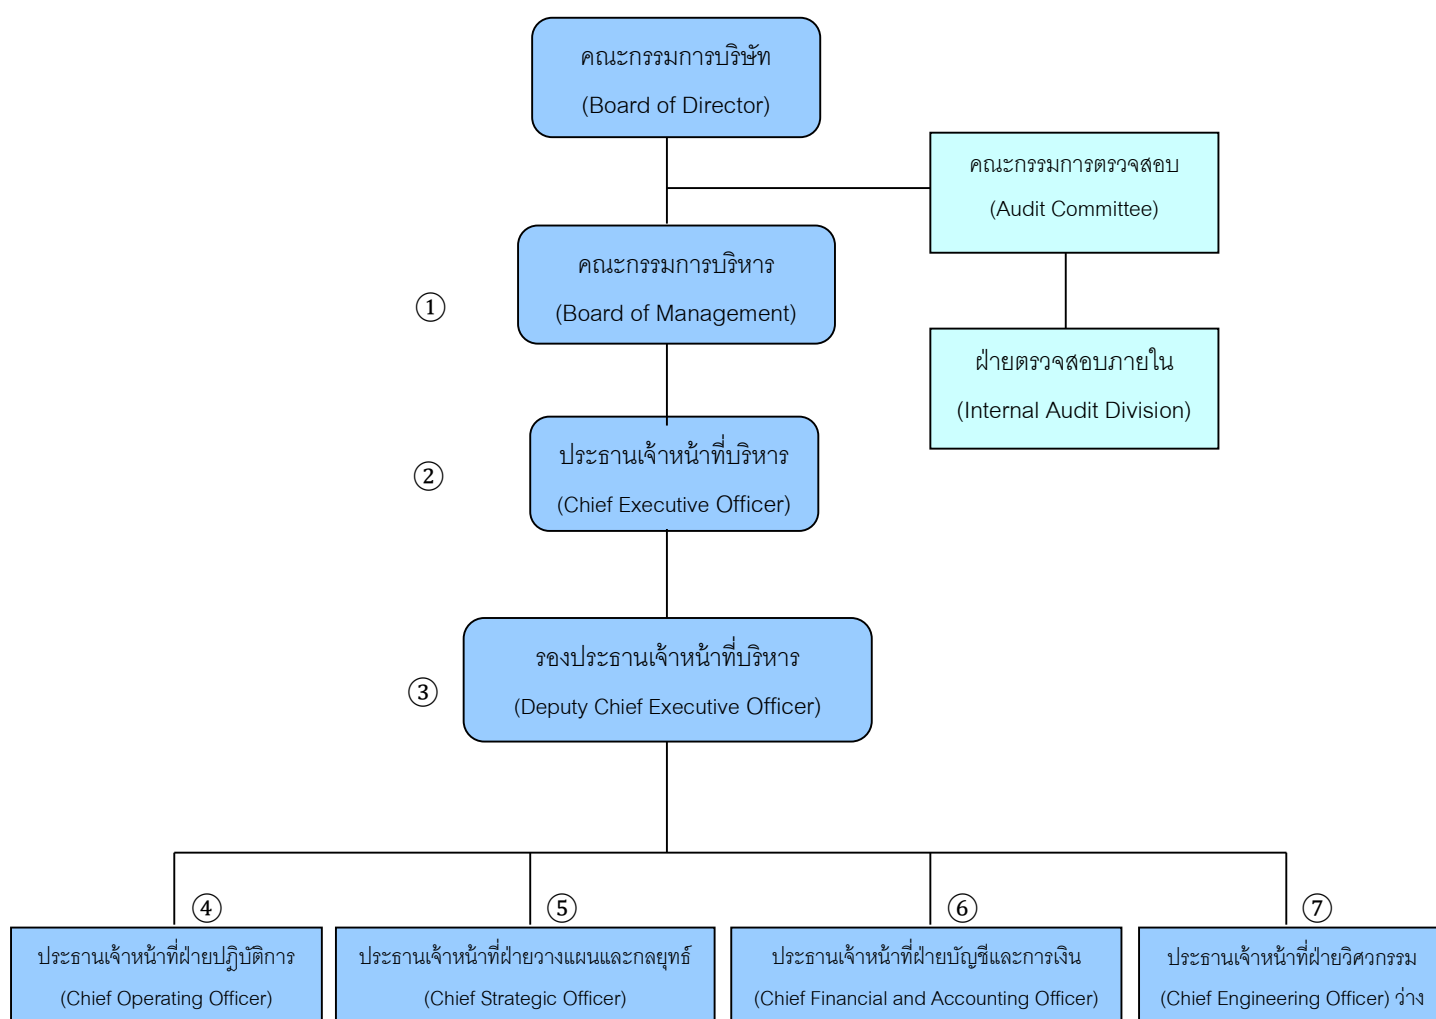 คณะกรรมการบริษัท
(Board of Director)
คณะกรรมการตรวจสอบ
(Audit Committee)
คณะกรรมการบริหาร
(Board of Management)
①
ฝ่ายตรวจสอบภายใน
(Internal Audit Division)
ประธานเจ้าหน้าที่บริหาร
(Chief Executive Officer)
②
รองประธานเจ้าหน้าที่บริหาร
(Deputy Chief Executive Officer)
③
④
⑤
⑥
⑦
ประธานเจ้าหน้าที่ฝ่ายปฏิบัติการ
(Chief Operating Officer)
ประธานเจ้าหน้าที่ฝ่ายวางแผนและกลยุทธ์
(Chief Strategic Officer)
ประธานเจ้าหน้าที่ฝ่ายบัญชีและการเงิน
(Chief Financial and Accounting Officer)
ประธานเจ้าหน้าที่ฝ่ายวิศวกรรม
(Chief Engineering Officer) ว่าง